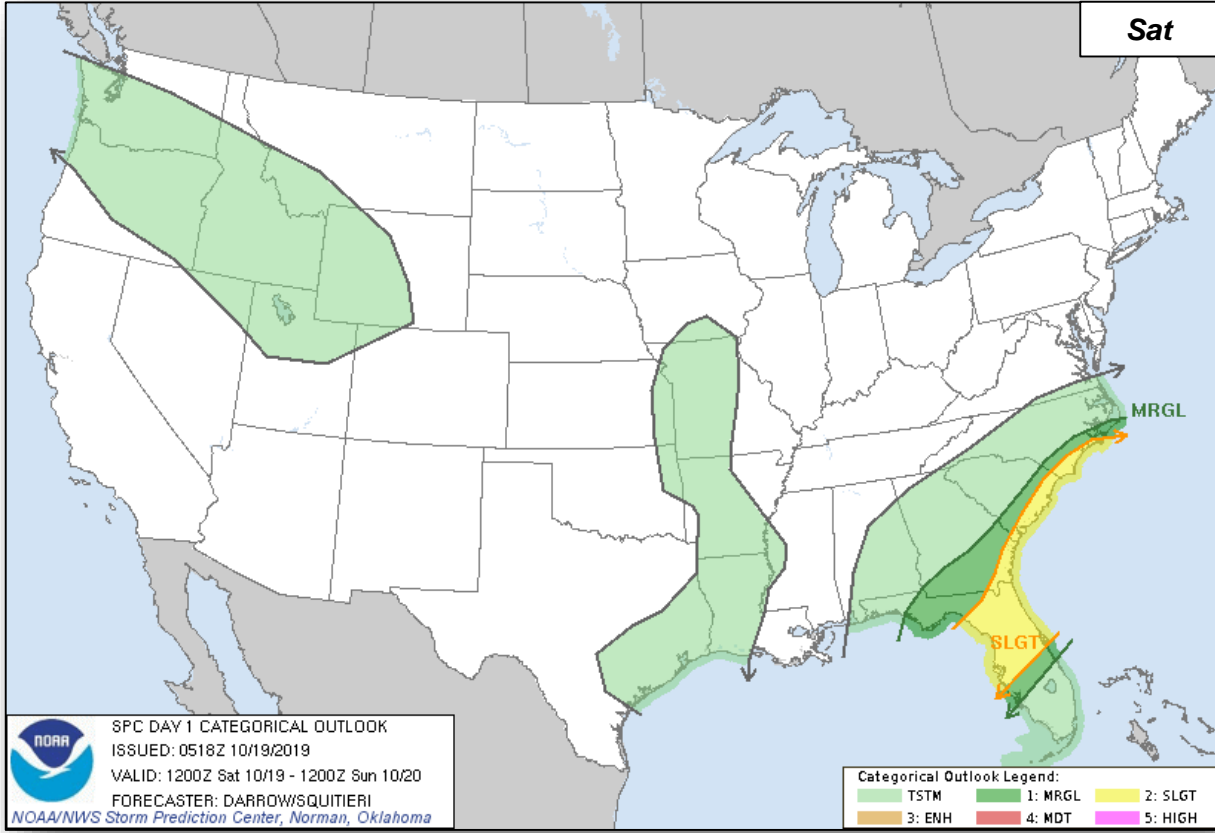 Sat
MRGL
SLGT
NOAA
SPC DAY 1 CATEGORICAL OUTLOOK
ISSUED: 0518Z 10/19/2019
VALID: 1200Z Sat 10/19 - 1200Z Sun 10/20
FORECASTER: DARROW/SQUITIERI
NOAA/NWS Storm Prediction Center, Norman, Oklahoma
Categorical Outlook Legend:
TSTM 1: MRGL 2: SLGT
3: ENH 4: MDT 5: HIGH